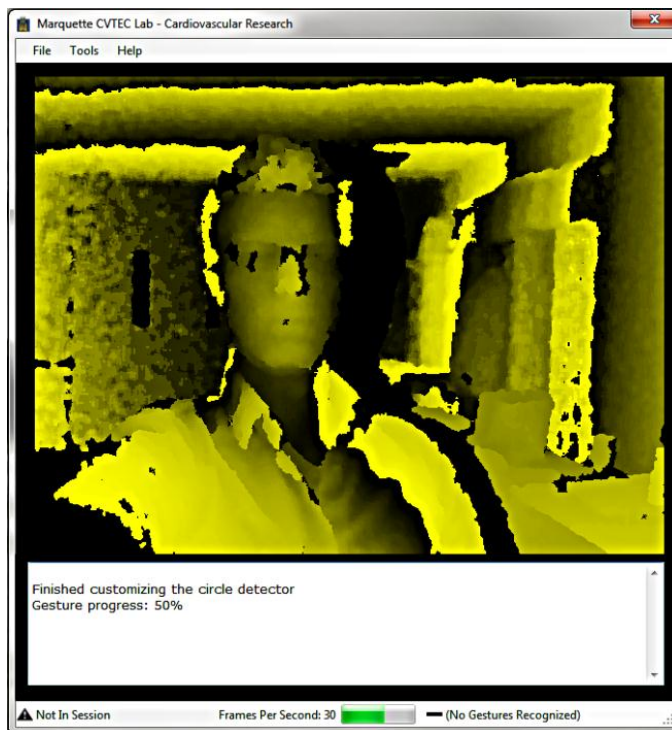 Marquette CVTEC Lab - Cardiovascular Research
File Tools Help
Finished customizing the circle detector
Gesture progress: 50%
Not In Session Frames Per Second: 30 (No Gestures Recognized)